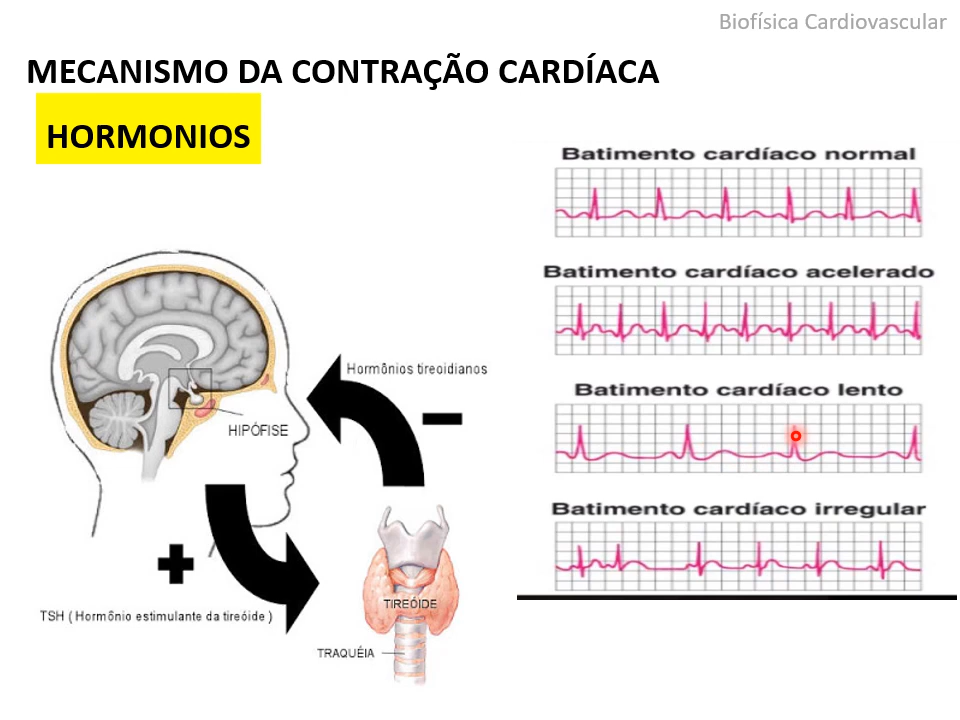 Biofísica Cardiovascular
MECANISMO DA CONTRAÇÃO CARDÍACA
HORMONIOS
Batimento cardíaco normal
Batimento cardíaco acelerado
Batimento cardíaco lento
Batimento cardíaco irregular
Hormônios tireoidianos
HIPÓFISE
TSH ( Hormônio estimulante da tireóide )
TIREÓIDE
TRAQUÉIA